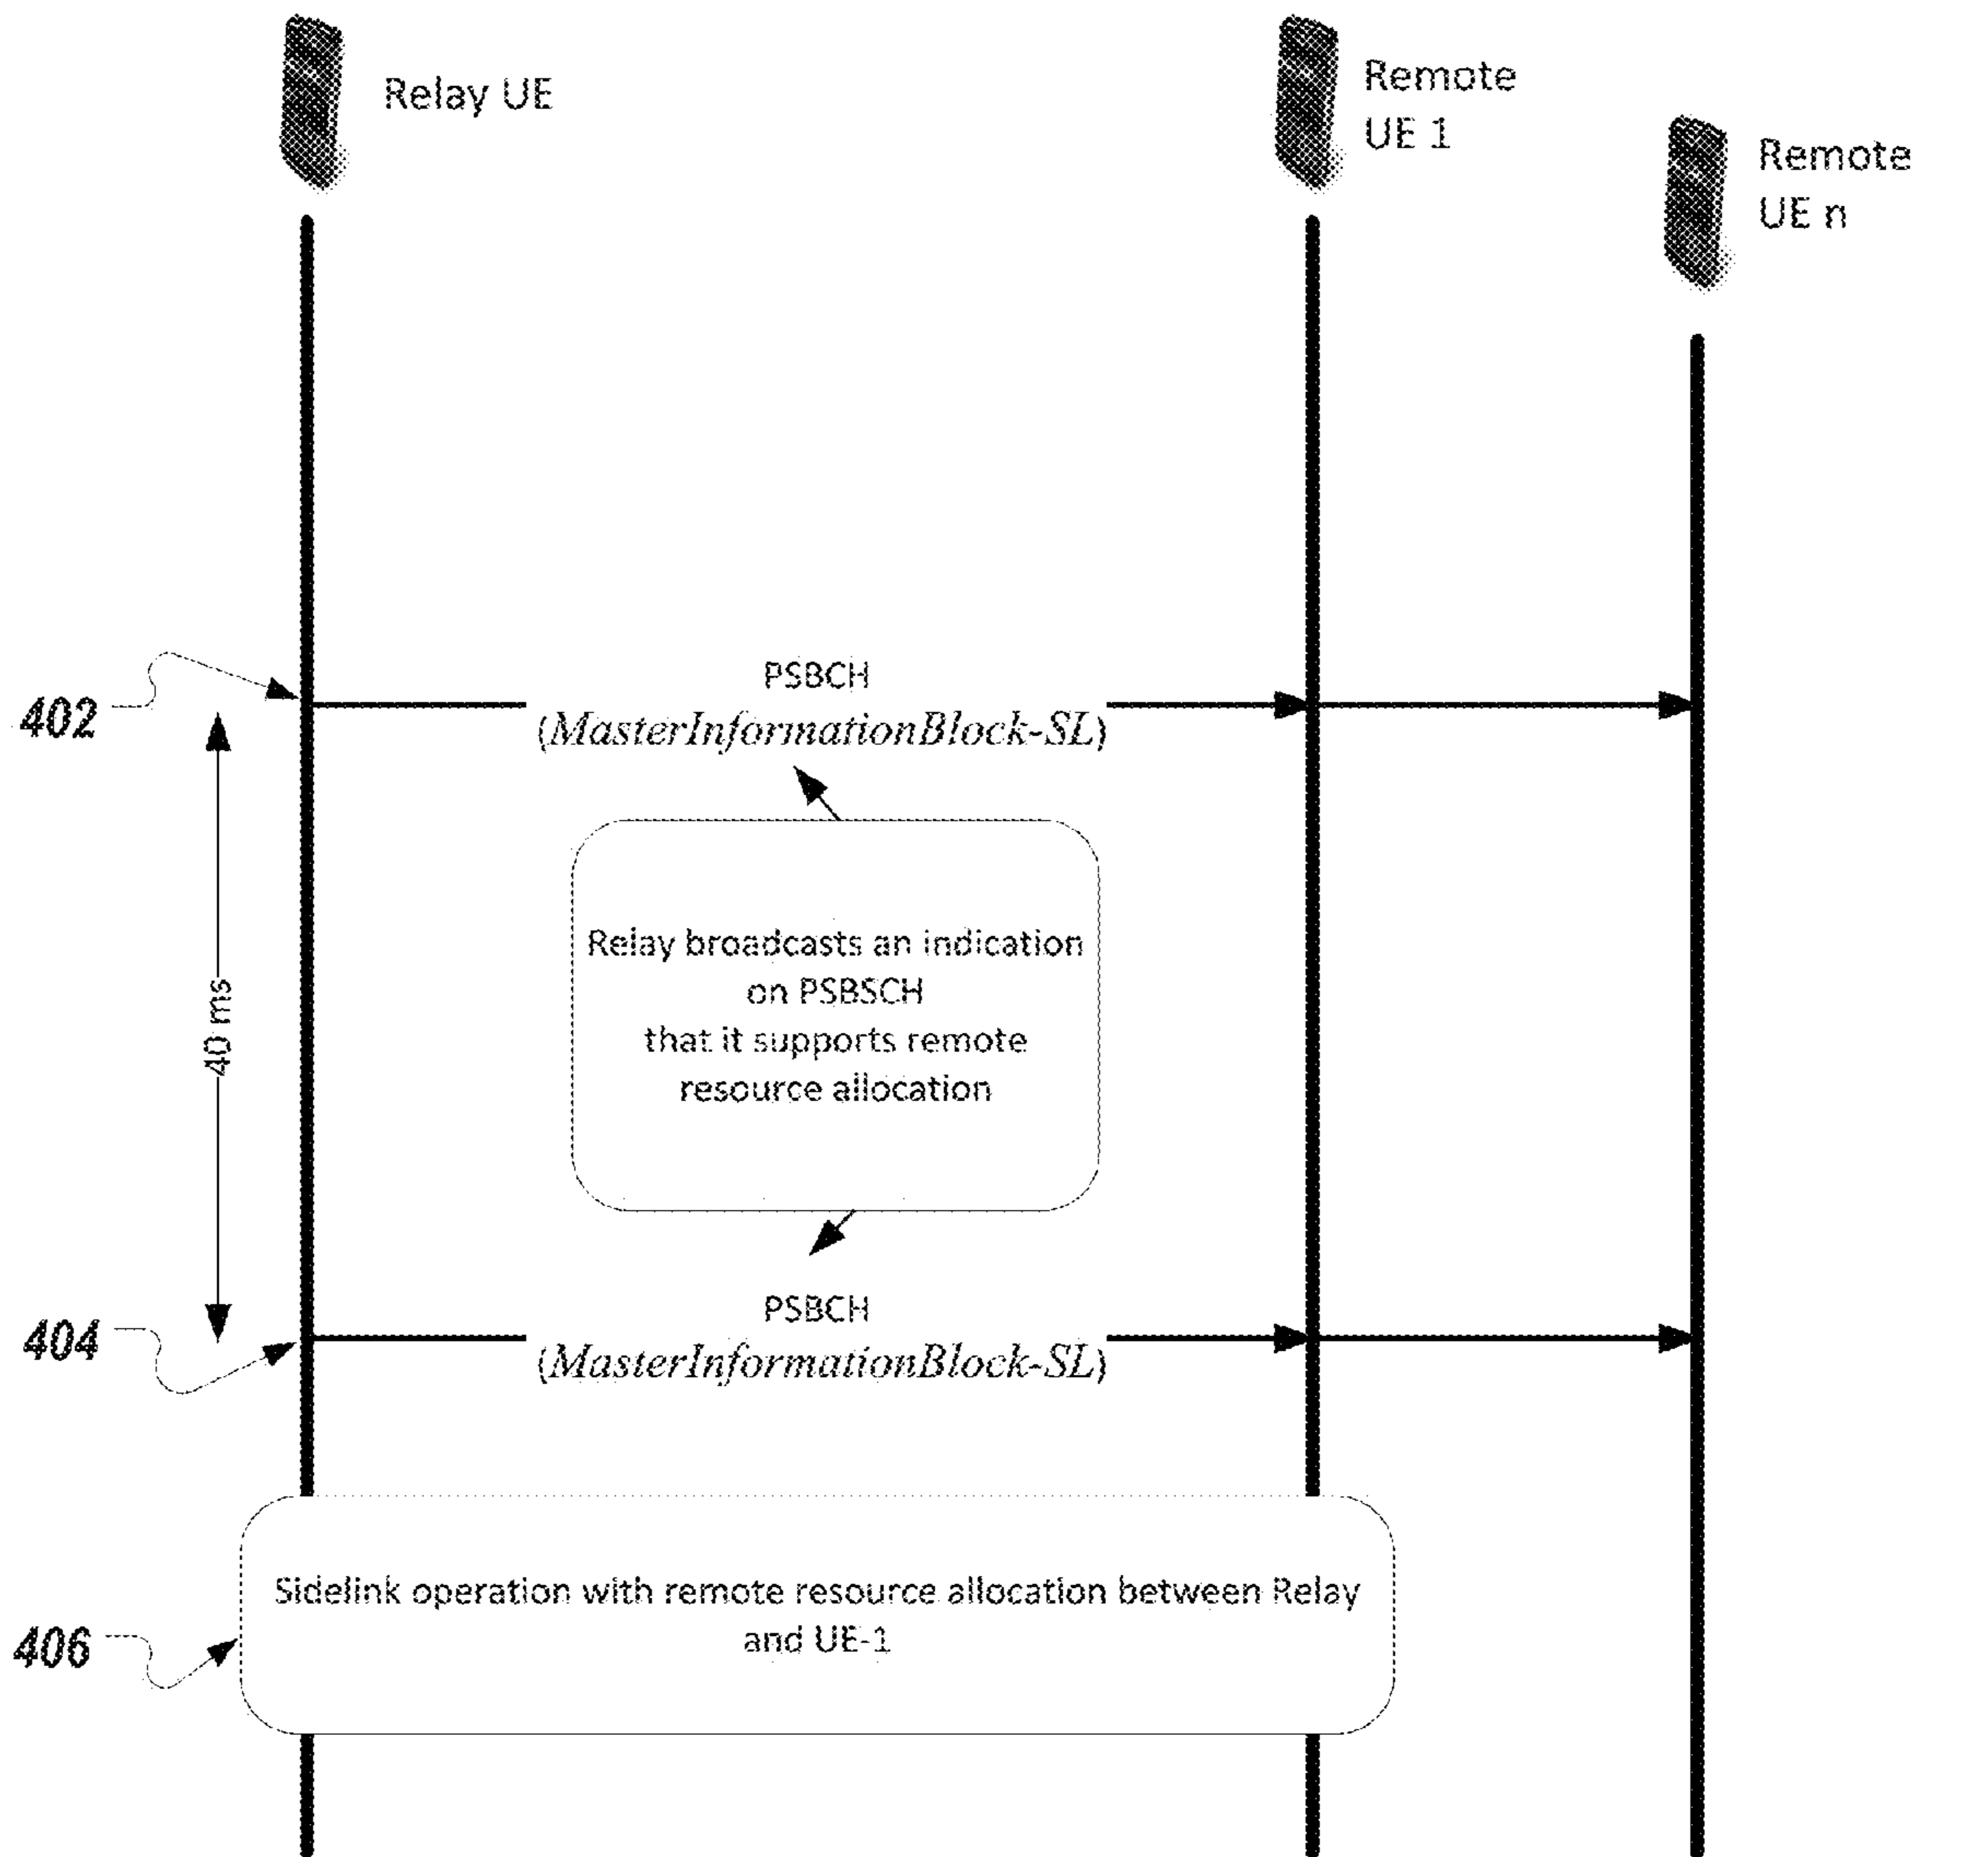 Relay UE
Remote
UE 1
Remote
UE n
402
PSBCH
(MasterInformationBlock-SL)
40 ms
Relay broadcasts an indication
on PSBSCH
that it supports remote
resource allocation
404
PSBCH
(MasterInformationBlock-SL)
406
Sidelink operation with remote resource allocation between Relay
and UE-1